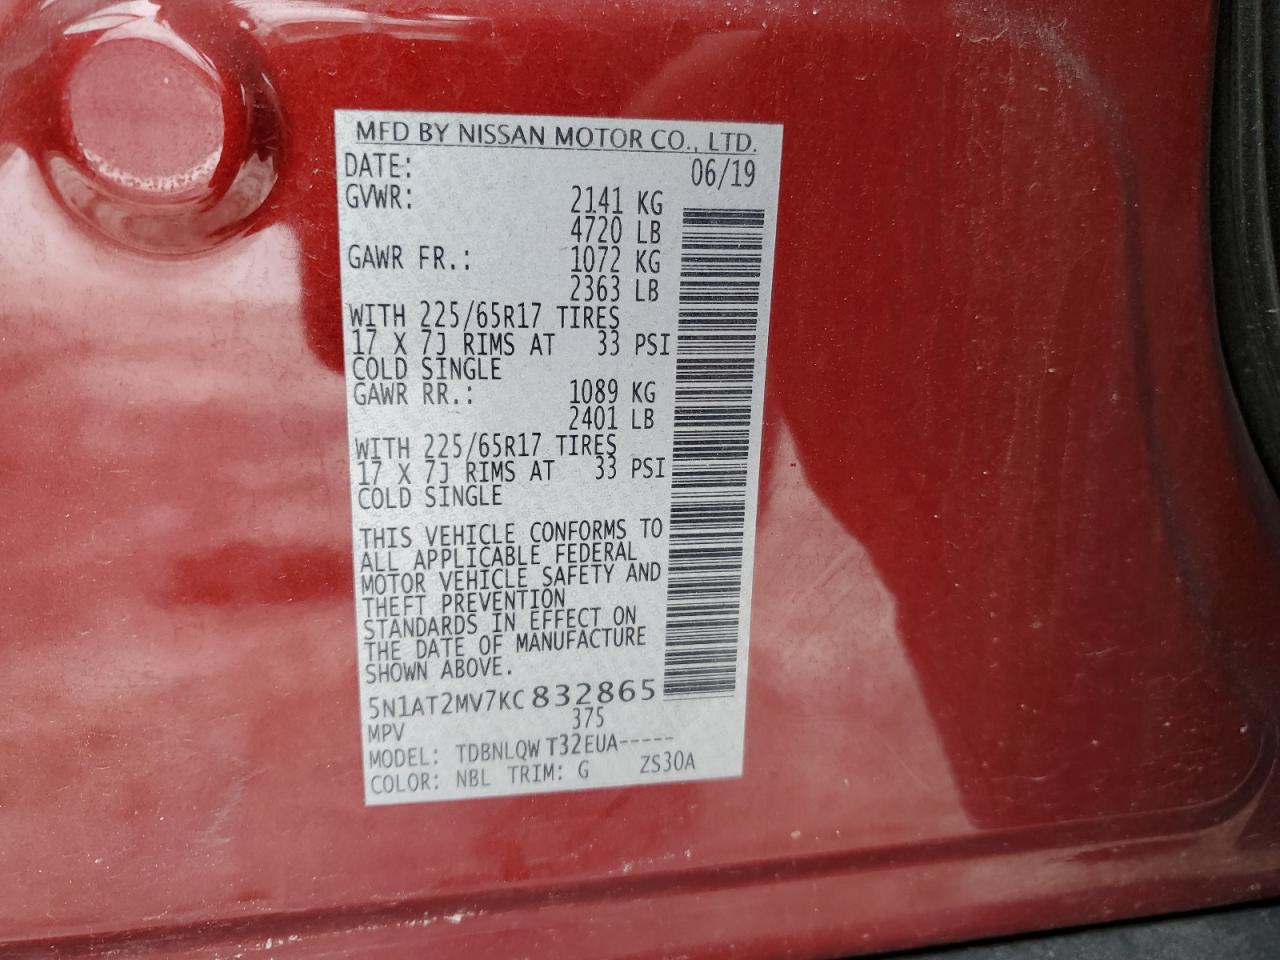 MFD BY NISSAN MOTOR CO., LTD.
DATE: 06/19
GVWR: 2141 KG
4720 LB
GAWR FR.: 1072 KG
2363 LB
WITH 225/65R17 TIRES
17 X 7J RIMS AT 33 PSI
COLD SINGLE
GAWR RR.: 1089 KG
2401 LB
WITH 225/65R17 TIRES
17 X 7J RIMS AT 33 PSI
COLD SINGLE
THIS VEHICLE CONFORMS TO
ALL APPLICABLE FEDERAL
MOTOR VEHICLE SAFETY AND
THEFT PREVENTION
STANDARDS IN EFFECT ON
THE DATE OF MANUFACTURE
SHOWN ABOVE.
5N1AT2MV7KC832865
MPV 375
MODEL: TDBNLQW T32EUA-----
COLOR: NBL TRIM: G ZS30A